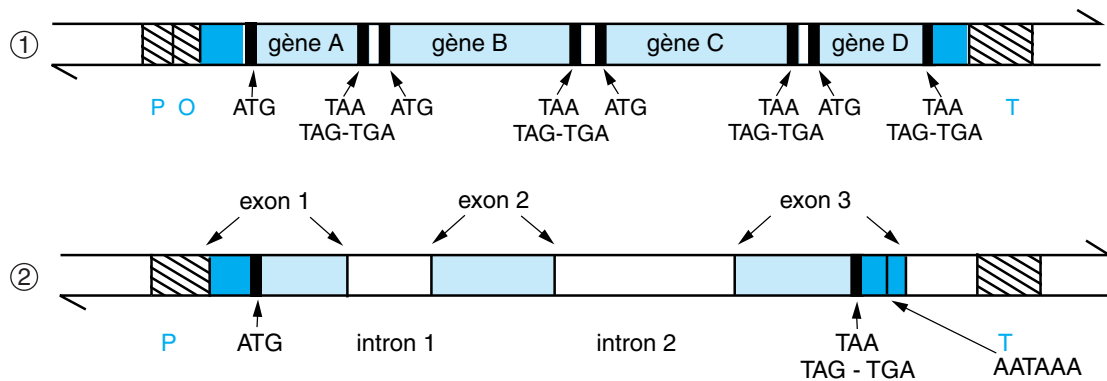 ①
gène A gène B gène C gène D
P O ATG TAA ATG TAA ATG TAA ATG TAA T
TAG-TGA TAG-TGA TAG-TGA TAG-TGA
exon 1 exon 2 exon 3
②
P ATG intron 1 intron 2 TAA T
TAG - TGA AATAAA